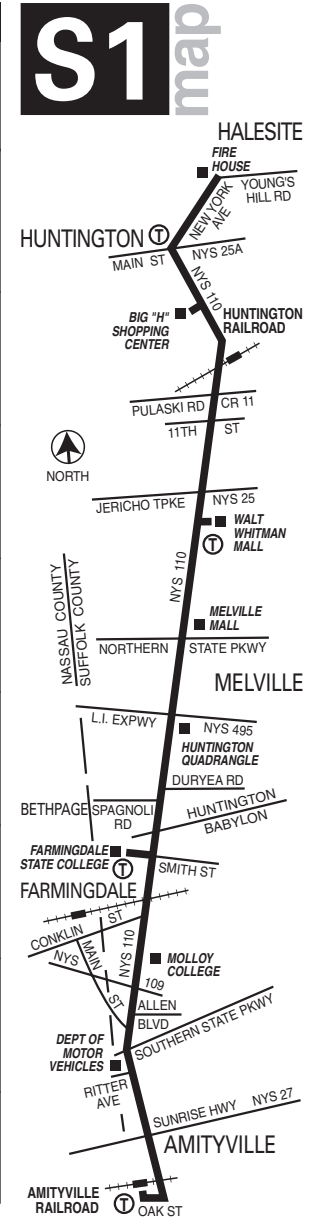 S1
map
HALESITE
FIRE
HOUSE
YOUNG'S
HILL RD
NEW YORK
AVE
HUNTINGTON T
MAIN ST
NYS 25A
NYS 110
BIG "H"
SHOPPING
CENTER
HUNTINGTON
RAILROAD
PULASKI RD
CR 11
11TH ST
NORTH
JERICHO TPKE
NYS 25
WALT
WHITMAN
MALL
T
NYS 110
NASSAU COUNTY
SUFFOLK COUNTY
MELVILLE
MALL
NORTHERN STATE PKWY
MELVILLE
L.I. EXPWY
NYS 495
HUNTINGTON
QUADRANGLE
DURYEA RD
BETHPAGE
SPAGNOLI
RD
HUNTINGTON
BABYLON
FARMINGDALE
STATE COLLEGE
T
SMITH ST
FARMINGDALE
CONKLIN ST
MAIN ST
NYS 109
NYS 110
MOLLOY
COLLEGE
ALLEN
BLVD
SOUTHERN STATE PKWY
DEPT OF
MOTOR
VEHICLES
RITTER
AVE
SUNRISE HWY NYS 27
AMITYVILLE
AMITYVILLE
RAILROAD
T
OAK ST